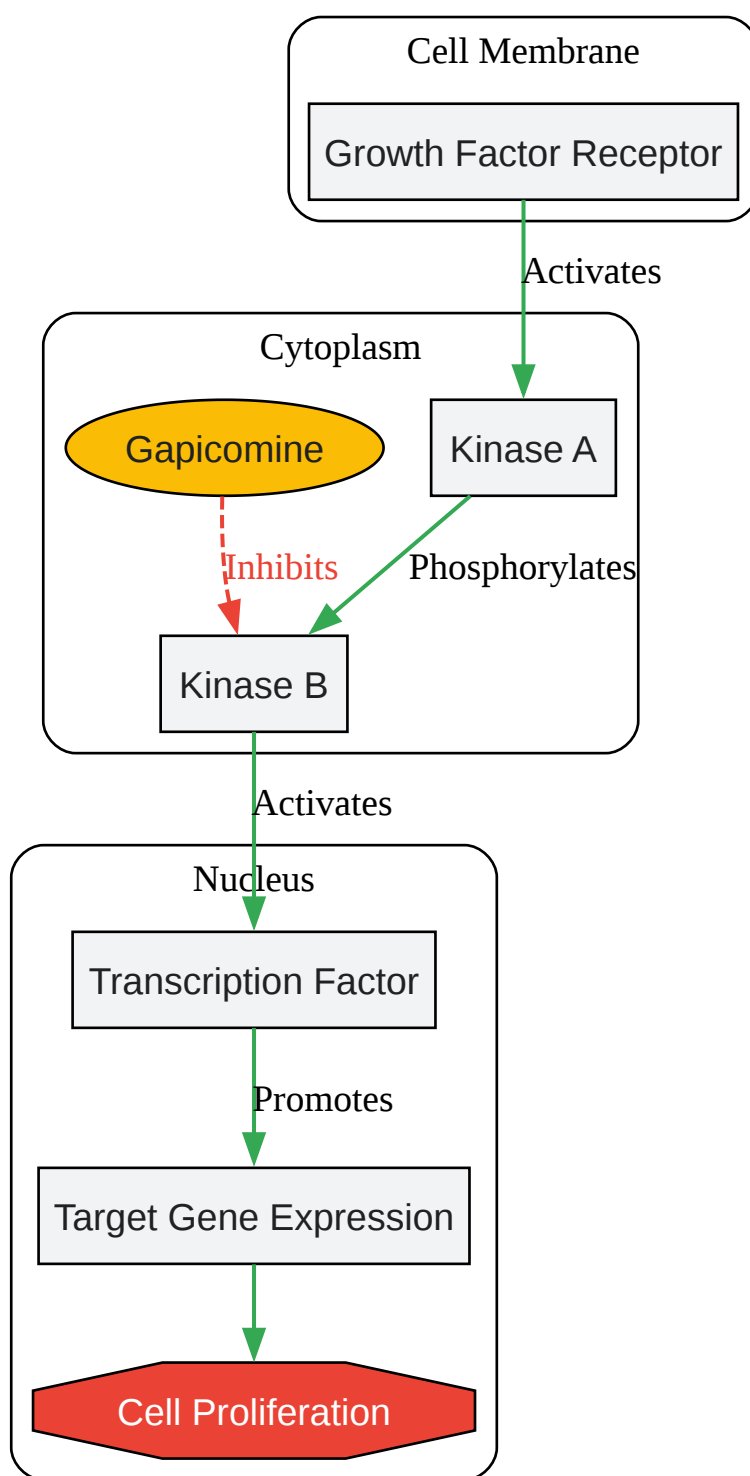 Cell Membrane
Growth Factor Receptor
Activates
Cytoplasm
Gapicomine
Kinase A
Inhibits
Phosphorylates
Kinase B
Activates
Nucleus
Transcription Factor
Promotes
Target Gene Expression
Cell Proliferation